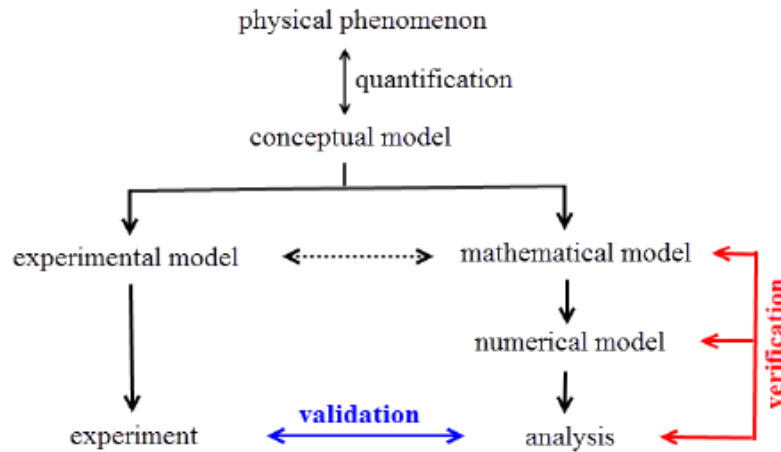 physical phenomenon
quantification
conceptual model
experimental model
mathematical model
numerical model
verification
validation
experiment
analysis